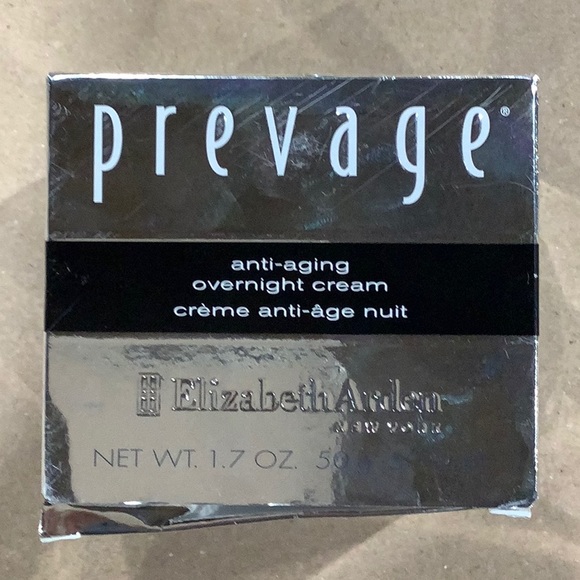 prevage®
anti-aging
overnight cream
crème anti-âge nuit
Elizabeth Arden
NEW YORK
NET WT. 1.7 OZ.